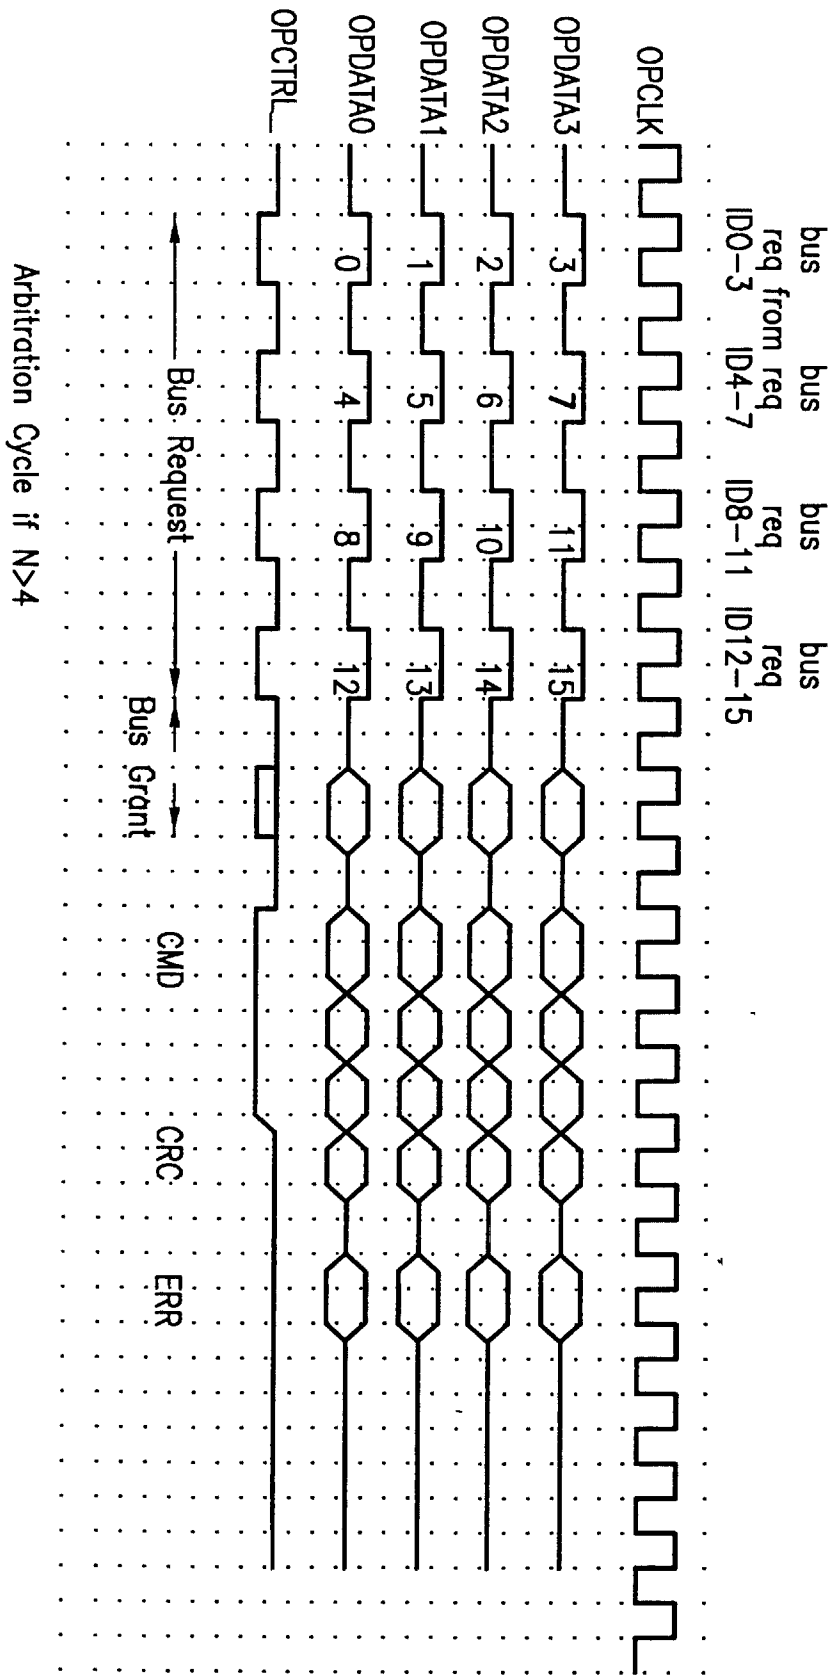 bus bus bus bus
req from req req req
ID0-3 ID4-7 ID8-11 ID12-15
OPCLK
OPDATA3 3 7 11 15
OPDATA2 2 6 10 14
OPDATA1 1 5 9 13
OPDATA0 0 4 8 12
OPCTRL_
Bus Request Bus Grant CMD CRC ERR
Arbitration Cycle if N>4